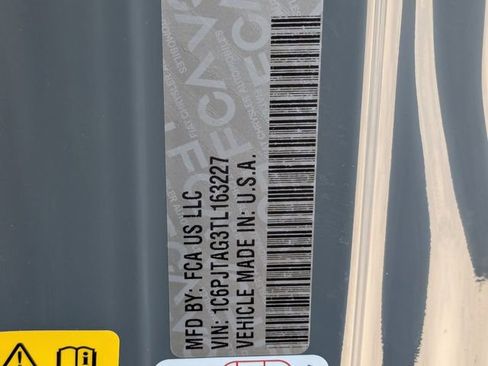 MFD BY: FCA US LLC
VIN: 1C6PJTAG3TL163227
VEHICLE MADE IN: U.S.A.